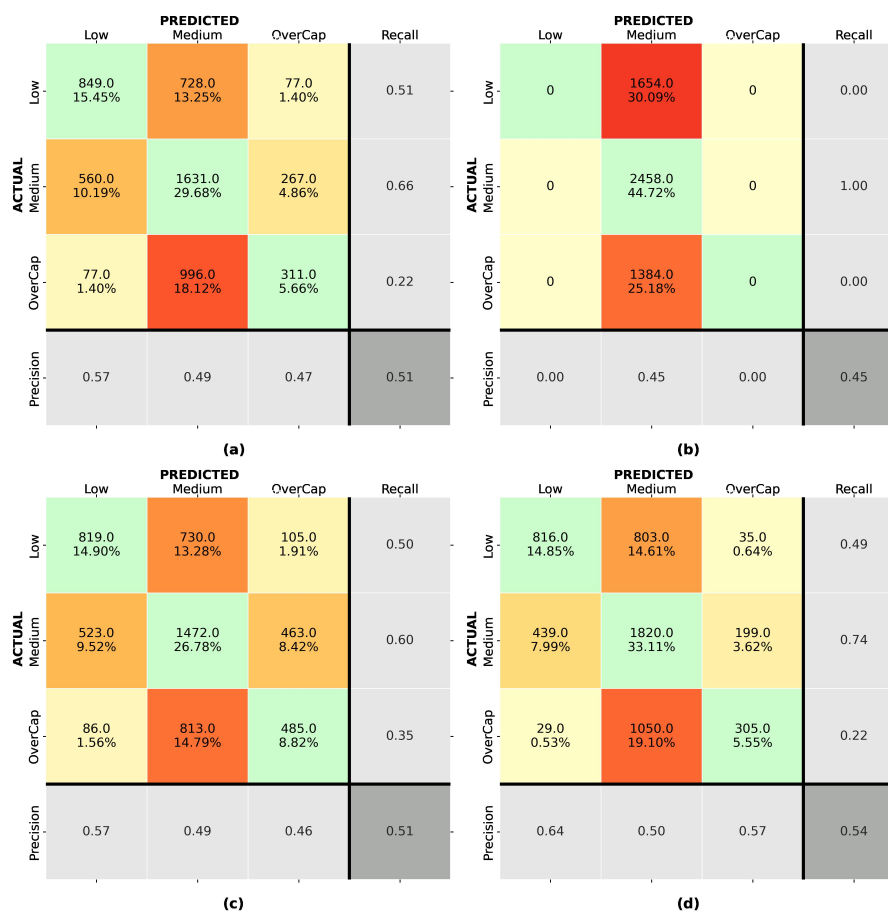 PREDICTED
Low Medium OverCap Recall
ACTUAL
Low 849.0 728.0 77.0 0.51
15.45% 13.25% 1.40%
Medium 560.0 1631.0 267.0 0.66
10.19% 29.68% 4.86%
OverCap 77.0 996.0 311.0 0.22
1.40% 18.12% 5.66%
Precision 0.57 0.49 0.47 0.51
(a)
PREDICTED
Low Medium OverCap Recall
ACTUAL
Low 0 1654.0 0 0.00
30.09%
Medium 0 2458.0 0 1.00
44.72%
OverCap 0 1384.0 0 0.00
25.18%
Precision 0.00 0.45 0.00 0.45
(b)
PREDICTED
Low Medium OverCap Recall
ACTUAL
Low 819.0 730.0 105.0 0.50
14.90% 13.28% 1.91%
Medium 523.0 1472.0 463.0 0.60
9.52% 26.78% 8.42%
OverCap 86.0 813.0 485.0 0.35
1.56% 14.79% 8.82%
Precision 0.57 0.49 0.46 0.51
(c)
PREDICTED
Low Medium OverCap Recall
ACTUAL
Low 816.0 803.0 35.0 0.49
14.85% 14.61% 0.64%
Medium 439.0 1820.0 199.0 0.74
7.99% 33.11% 3.62%
OverCap 29.0 1050.0 305.0 0.22
0.53% 19.10% 5.55%
Precision 0.64 0.50 0.57 0.54
(d)